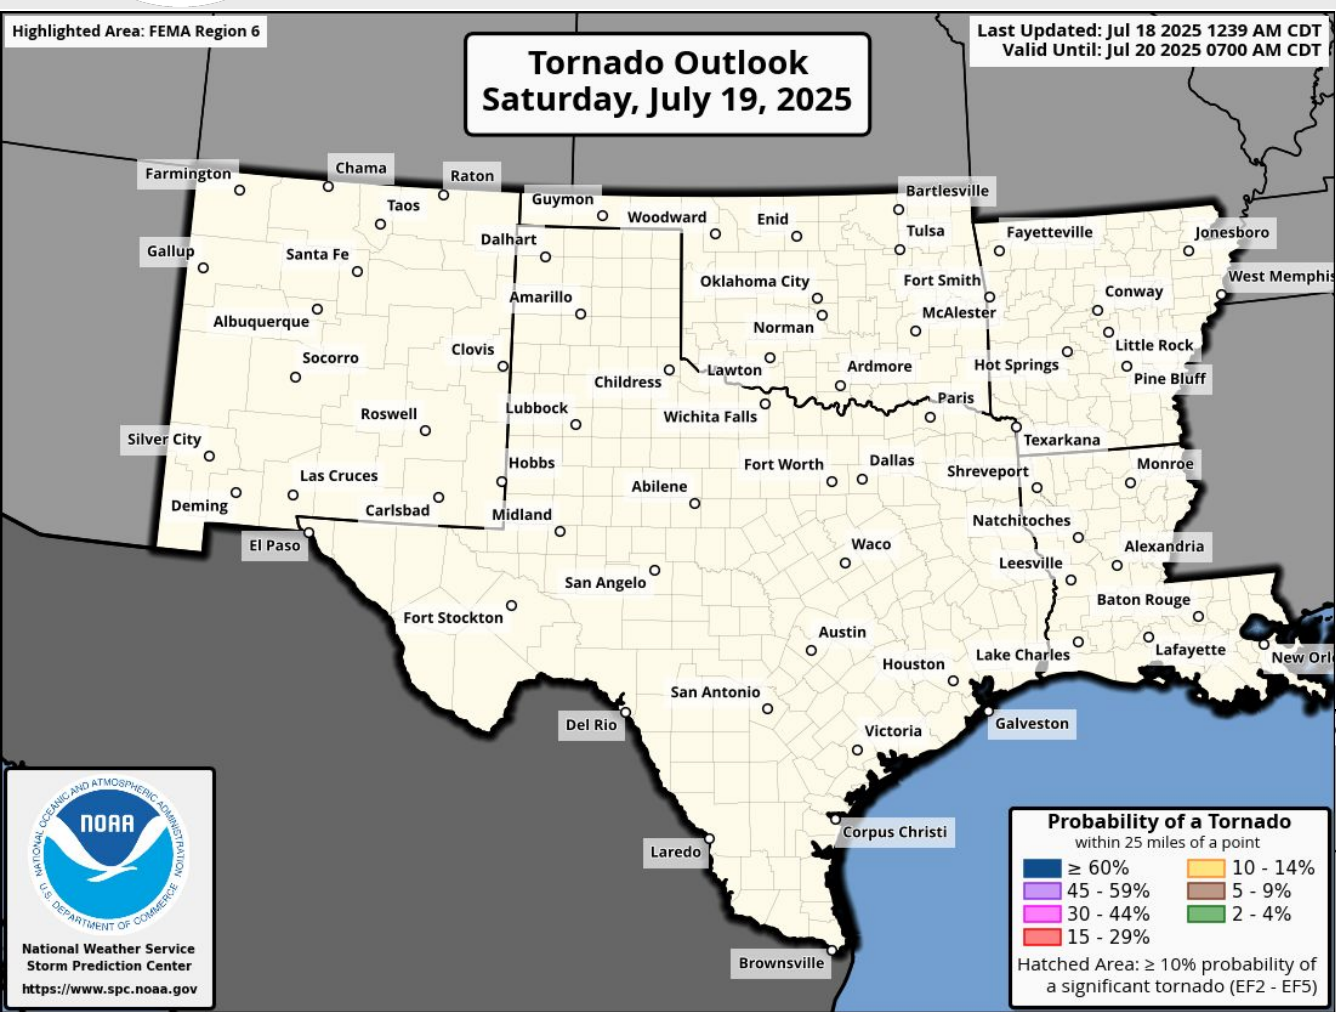 Highlighted Area: FEMA Region 6
Last Updated: Jul 18 2025 1239 AM CDT
Valid Until: Jul 20 2025 0700 AM CDT
Tornado Outlook
Saturday, July 19, 2025
Farmington
Chama
Raton
Taos
Guymon
Woodward
Enid
Bartlesville
Tulsa
Fayetteville
Jonesboro
Gallup
Santa Fe
Dalhart
Oklahoma City
Fort Smith
West Memphis
Amarillo
Conway
Albuquerque
Norman
McAlester
Little Rock
Socorro
Clovis
Childress
Lawton
Ardmore
Hot Springs
Pine Bluff
Roswell
Lubbock
Wichita Falls
Paris
Silver City
Texarkana
Hobbs
Fort Worth
Dallas
Shreveport
Monroe
Las Cruces
Abilene
Deming
Carlsbad
Midland
Natchitoches
El Paso
Waco
Alexandria
San Angelo
Leesville
Fort Stockton
Baton Rouge
Austin
Houston
Lake Charles
Lafayette
New Orl
San Antonio
Del Rio
Victoria
Galveston
Corpus Christi
Laredo
Brownsville
NATIONAL OCEANIC AND ATMOSPHERIC ADMINISTRATION
NOAA
U.S. DEPARTMENT OF COMMERCE
National Weather Service
Storm Prediction Center
https://www.spc.noaa.gov
Probability of a Tornado
within 25 miles of a point
≥ 60%
45 - 59%
30 - 44%
15 - 29%
10 - 14%
5 - 9%
2 - 4%
Hatched Area: ≥ 10% probability of
a significant tornado (EF2 - EF5)